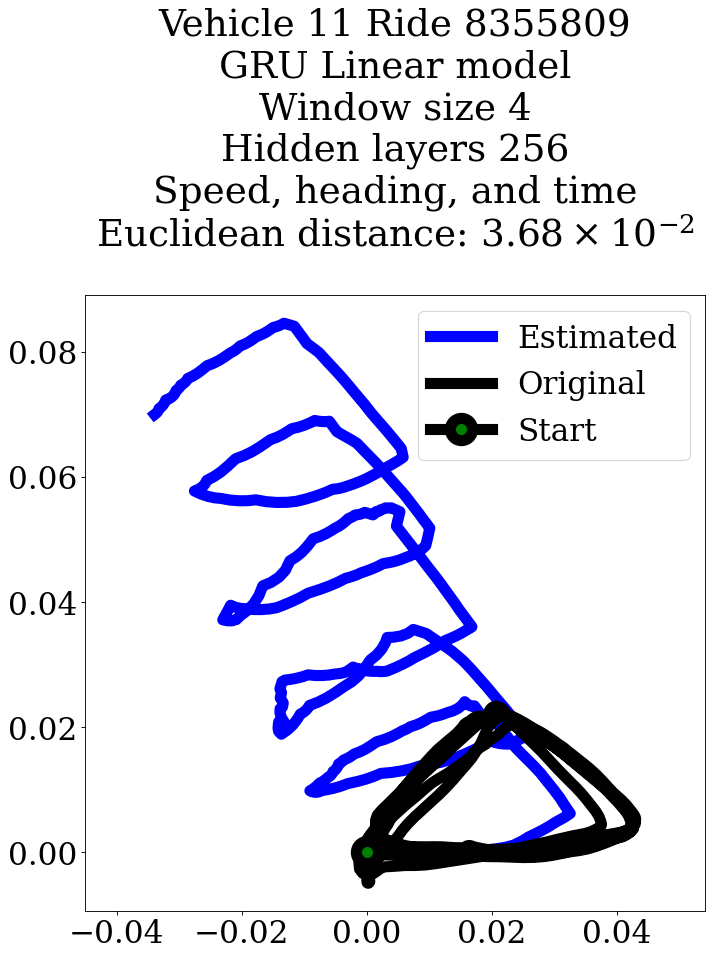 Vehicle 11 Ride 8355809
GRU Linear model
Window size 4
Hidden layers 256
Speed, heading, and time
Euclidean distance: 3.68 × 10⁻²
Estimated
Original
Start
0.08
0.06
0.04
0.02
0.00
−0.04 −0.02 0.00 0.02 0.04